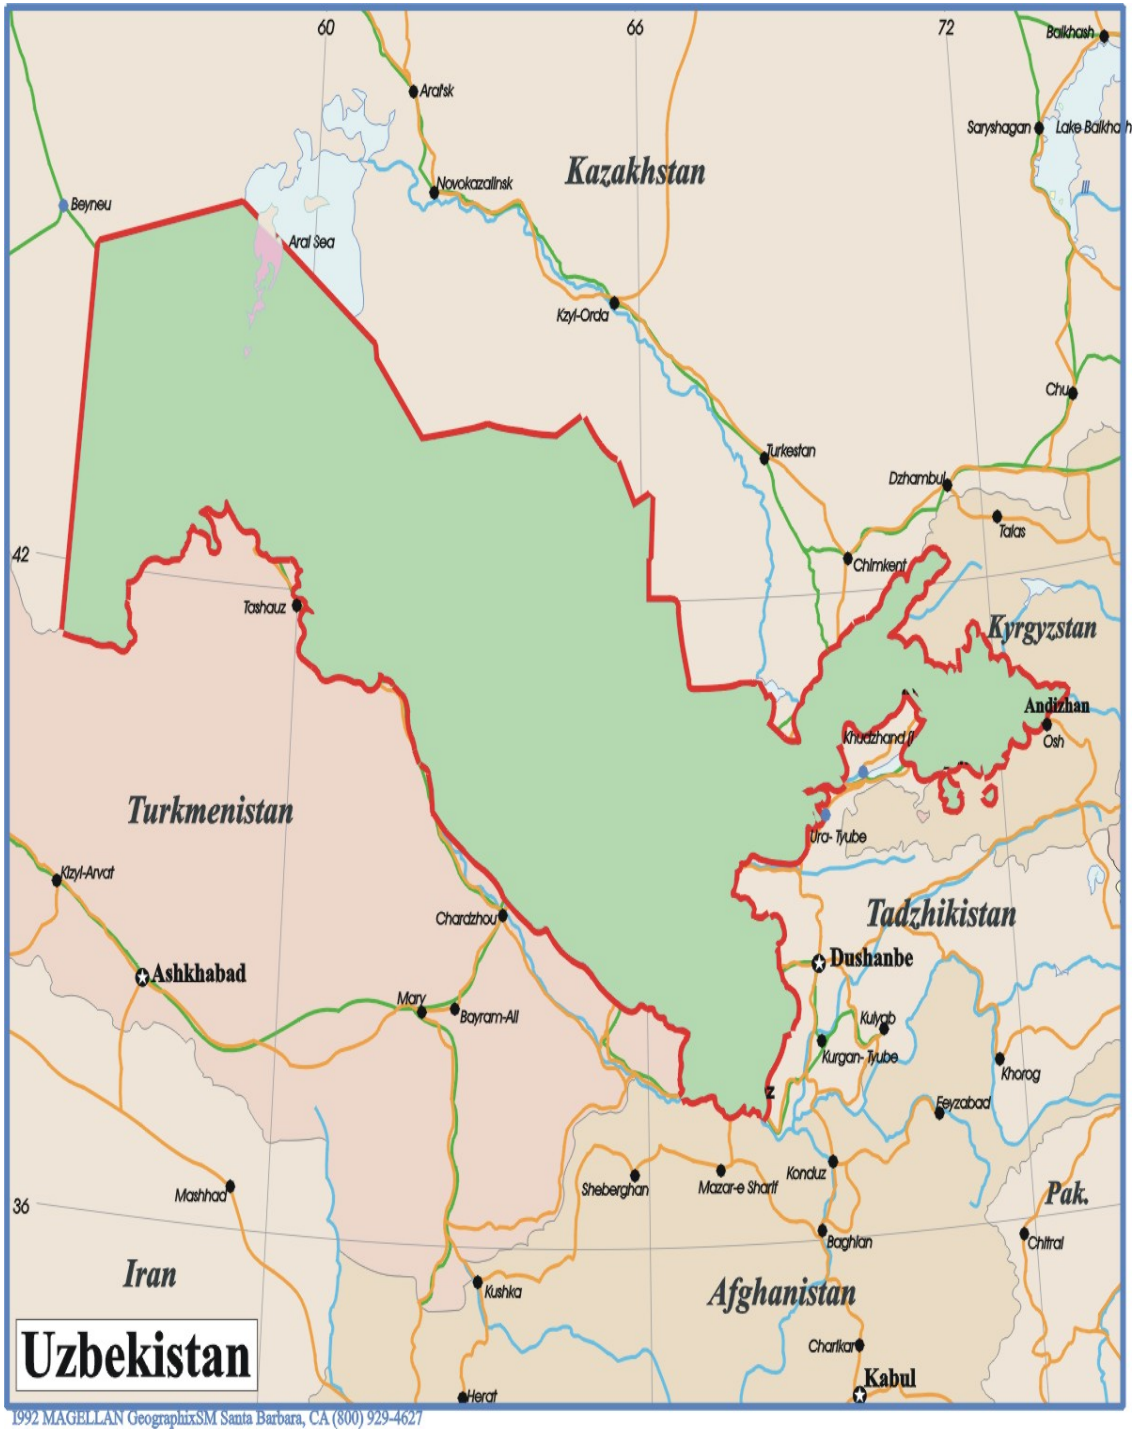 60
66
72
Balkhash
Aral'sk
Saryshagan
Lake Balkhash
Kazakhstan
Novokazalinsk
Beyneu
Aral Sea
Kzyl-Orda
Chu
Turkestan
Dzhambul
Talas
42
Chimkent
Tashauz
Kyrgyzstan
Andizhan
Khudzhand (l
Osh
Turkmenistan
Ura- Tyube
Kizyl-Arvat
Chardzhou
Tadzhikistan
Dushanbe
Ashkhabad
Mary
Bayram-Ali
Kulyab
Kurgan- Tyube
Khorog
z
Feyzabad
Mashhad
Sheberghan
Mazar-e Sharif
Konduz
Pak.
36
Baghlan
Chitral
Iran
Kushka
Afghanistan
Uzbekistan
Charikar
Kabul
Herat
1992 MAGELLAN GeographixSM Santa Barbara, CA (800) 929-4627